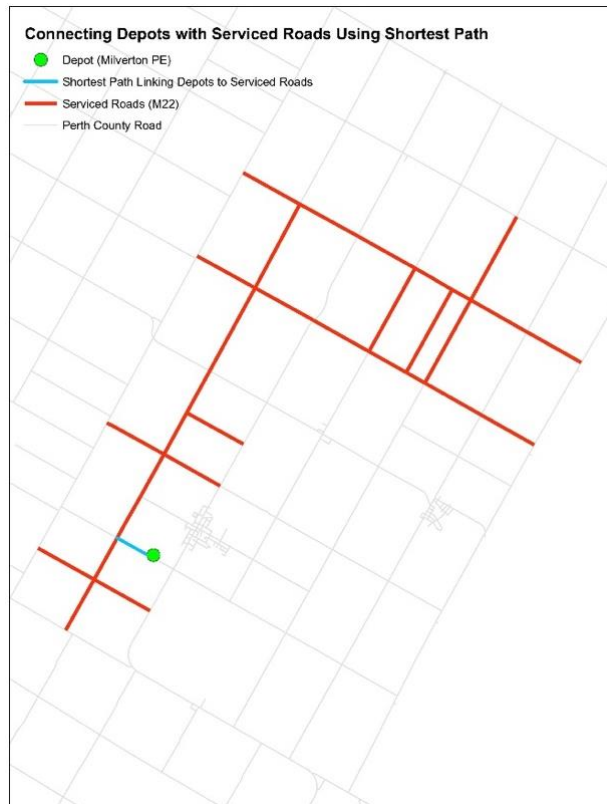 Connecting Depots with Serviced Roads Using Shortest Path
Depot (Milverton PE)
Shortest Path Linking Depots to Serviced Roads
Serviced Roads (M22)
Perth County Road